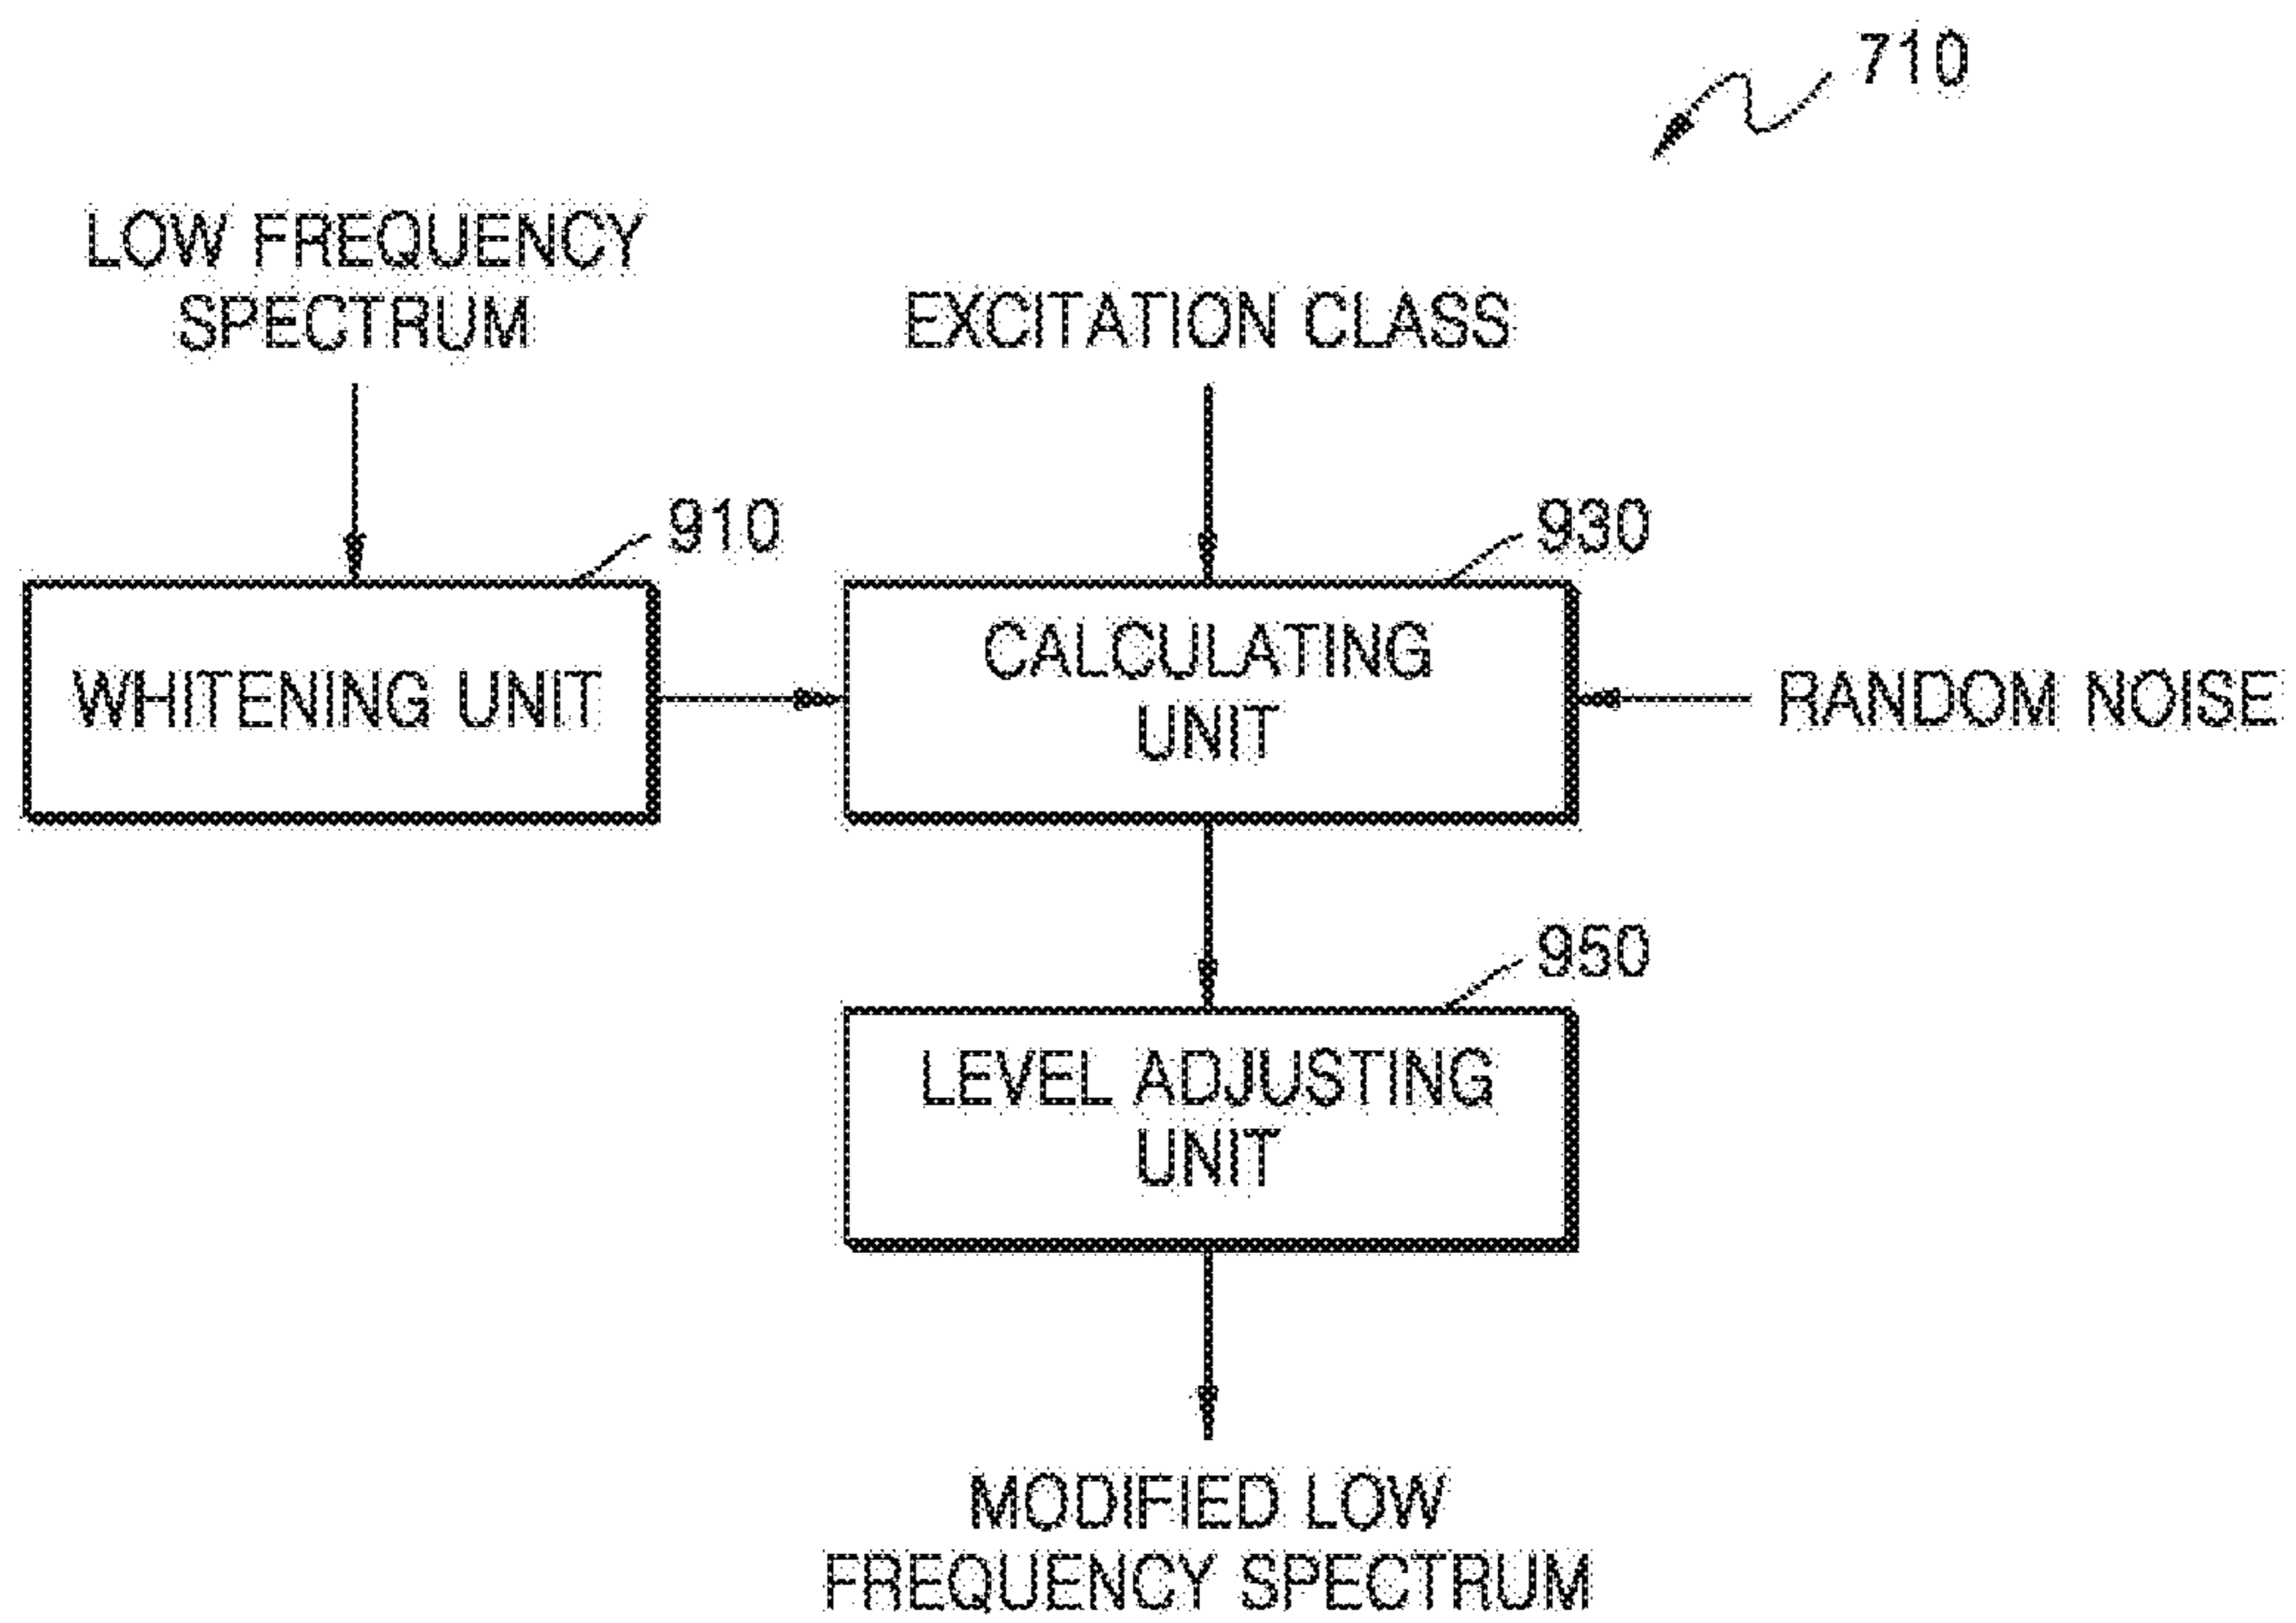 710
LOW FREQUENCY
SPECTRUM
EXCITATION CLASS
910
930
WHITENING UNIT
CALCULATING
UNIT
RANDOM NOISE
950
LEVEL ADJUSTING
UNIT
MODIFIED LOW
FREQUENCY SPECTRUM